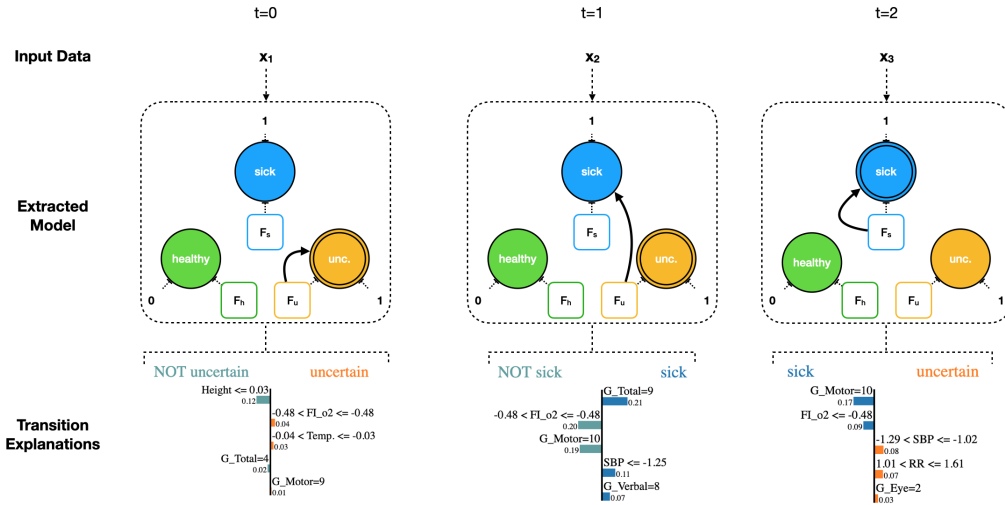 t=0
t=1
t=2
Input Data
x1
x2
x3
Extracted
Model
1
sick
Fs
healthy
unc.
0
Fh
Fu
1
1
sick
Fs
healthy
unc.
0
Fh
Fu
1
1
sick
Fs
healthy
unc.
0
Fh
Fu
1
Transition
Explanations
NOT uncertain
uncertain
Height <= 0.03
0.12
-0.48 < FI_o2 <= -0.48
0.04
-0.04 < Temp. <= -0.03
0.03
G_Total=4
0.02
G_Motor=9
0.01
NOT sick
sick
G_Total=9
0.21
-0.48 < FI_o2 <= -0.48
0.20
G_Motor=10
0.19
SBP <= -1.25
0.11
G_Verbal=8
0.07
sick
uncertain
G_Motor=10
0.17
FI_o2 <= -0.48
0.09
-1.29 < SBP <= -1.02
0.08
1.01 < RR <= 1.61
0.07
G_Eye=2
0.03